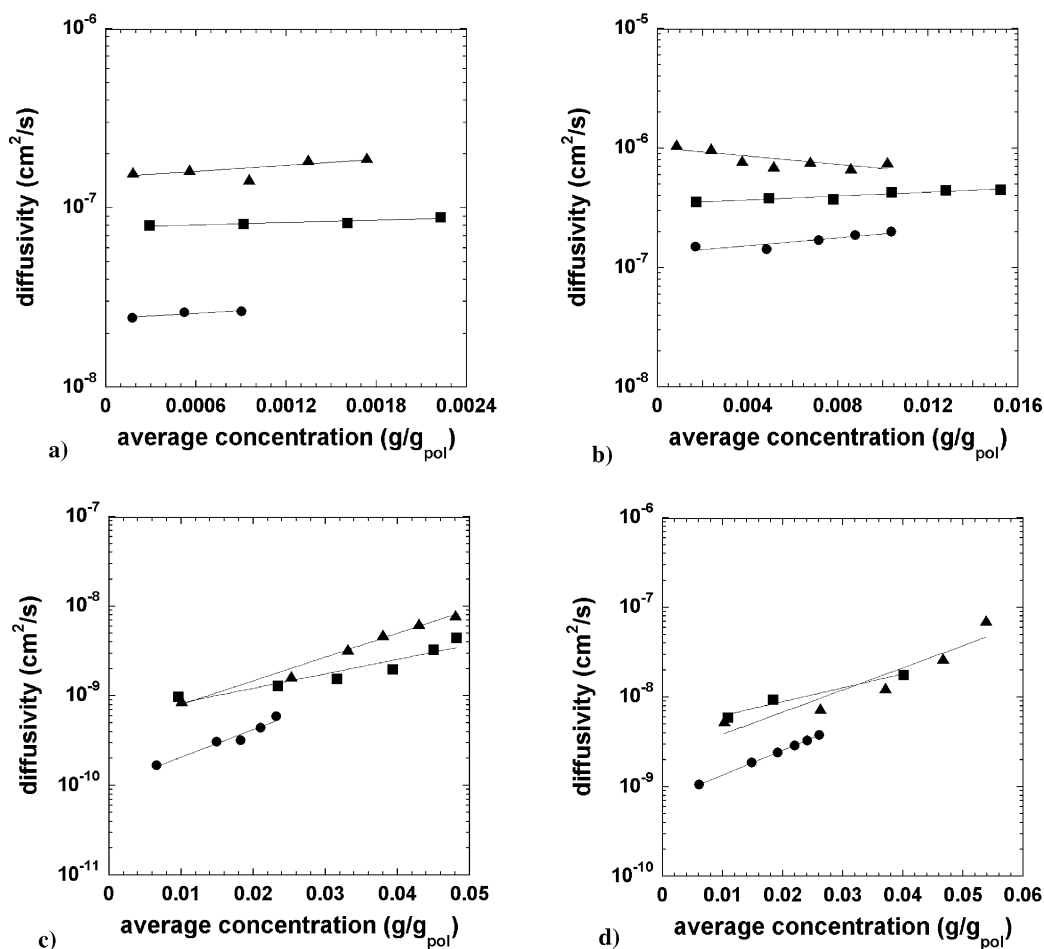 10^-6
10^-7
10^-8
diffusivity (cm²/s)
0 0.0006 0.0012 0.0018 0.0024
average concentration (g/g_pol)
a)
10^-5
10^-6
10^-7
10^-8
diffusivity (cm²/s)
0 0.004 0.008 0.012 0.016
average concentration (g/g_pol)
b)
10^-7
10^-8
10^-9
10^-10
10^-11
diffusivity (cm²/s)
0 0.01 0.02 0.03 0.04 0.05
average concentration (g/g_pol)
c)
10^-6
10^-7
10^-8
10^-9
10^-10
diffusivity (cm²/s)
0 0.01 0.02 0.03 0.04 0.05 0.06
average concentration (g/g_pol)
d)